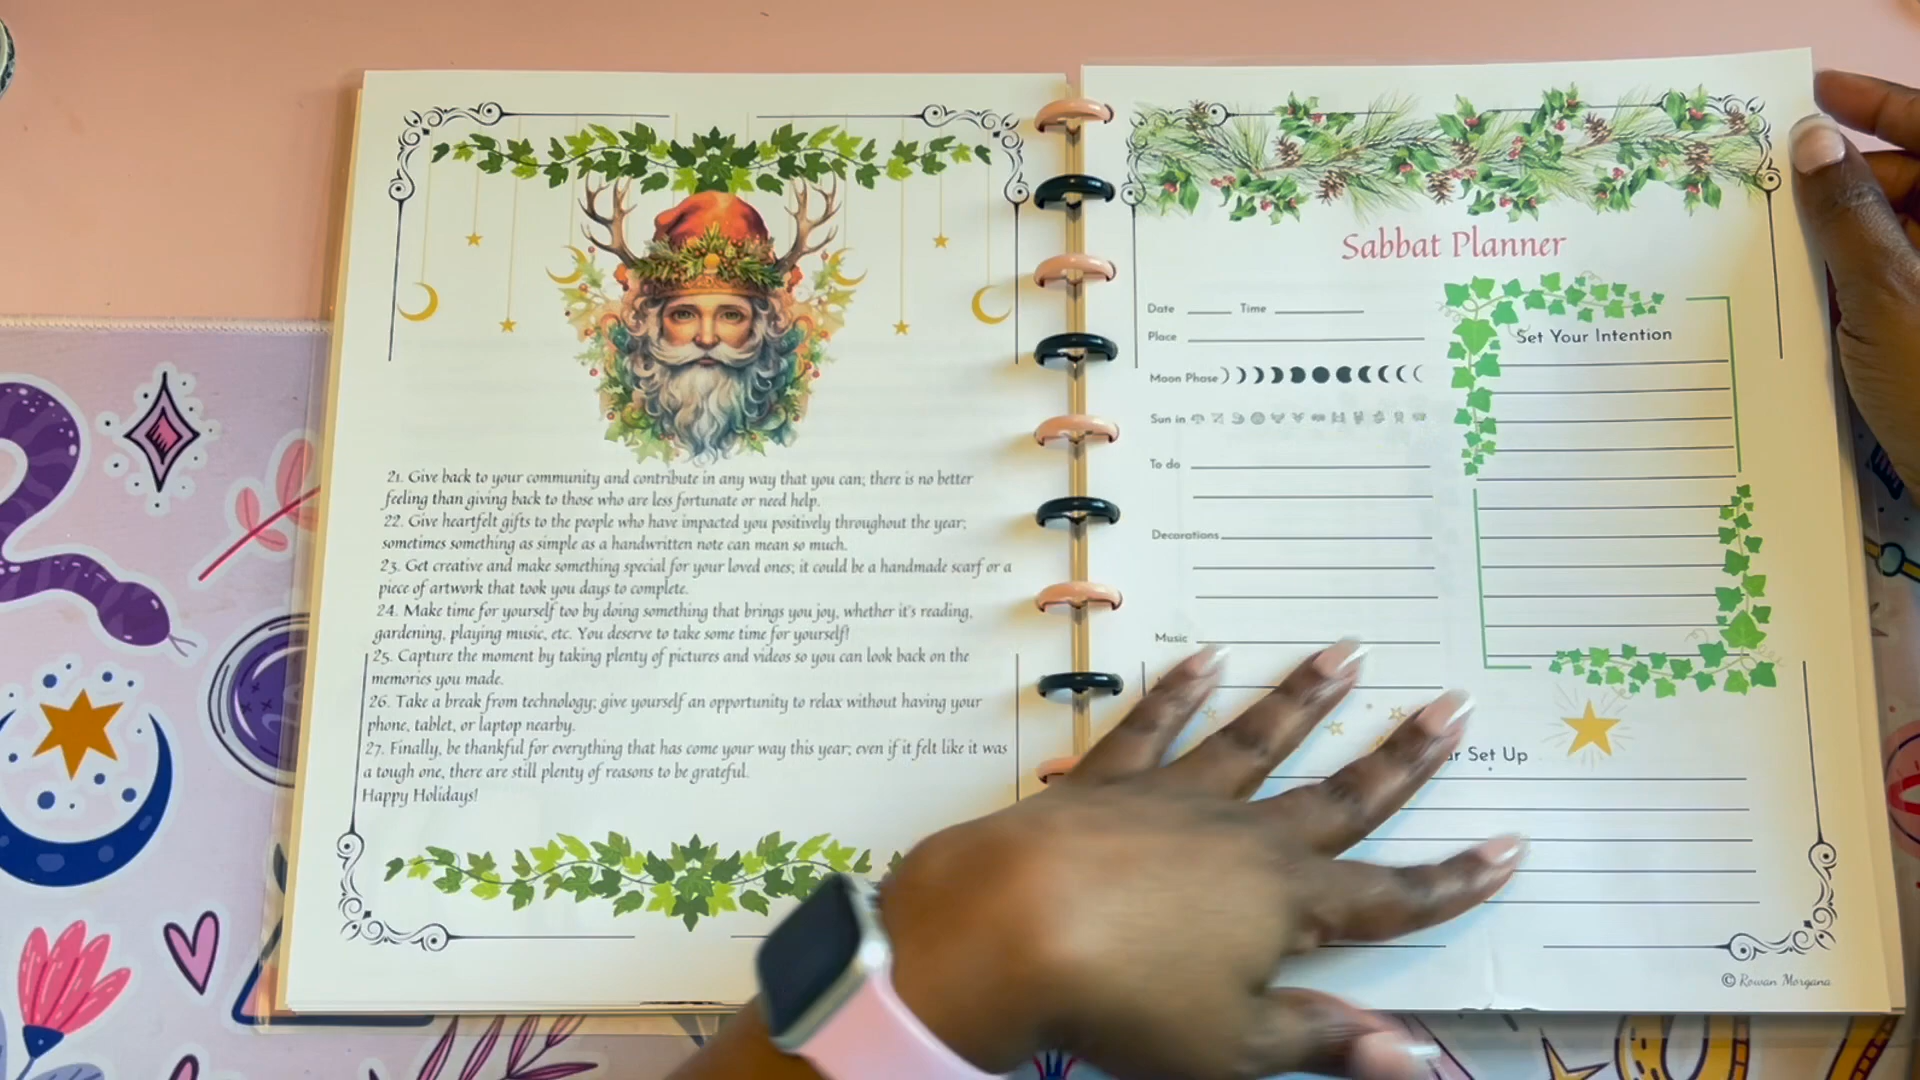 21. Give back to your community and contribute in any way that you can; there is no better
feeling than giving back to those who are less fortunate or need help.
22. Give heartfelt gifts to the people who have impacted you positively throughout the year;
sometimes something as simple as a handwritten note can mean so much.
23. Get creative and make something special for your loved ones; it could be a handmade scarf or a
piece of artwork that took you days to complete.
24. Make time for yourself too by doing something that brings you joy, whether it's reading,
gardening, playing music, etc. You deserve to take some time for yourself!
25. Capture the moment by taking plenty of pictures and videos so you can look back on the
memories you made.
26. Take a break from technology; give yourself an opportunity to relax without having your
phone, tablet, or laptop nearby.
27. Finally, be thankful for everything that has come your way this year; even if it felt like it was
a tough one, there are still plenty of reasons to be grateful.
Happy Holidays!
Sabbat Planner
Date Time
Place
Moon Phase
Sun in
To do
Decorations
Music
Set Your Intention
Set Up
© Rowan Morgana